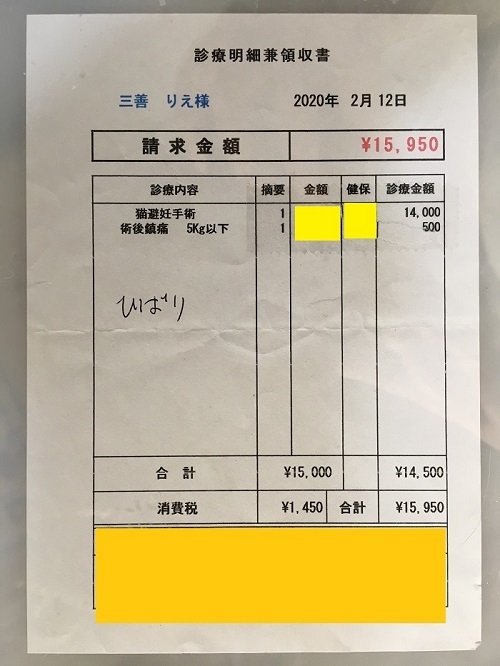 診療明細兼領収書
三善 りえ様 2020年 2月 12日
請求金額 ¥15,950
診療内容 摘要 金額 健保 診療金額
猫避妊手術 1 14,000
術後鎮痛 5Kg以下 1 500
ひばり
合 計 ¥15,000 ¥14,500
消費税 ¥1,450 合計 ¥15,950